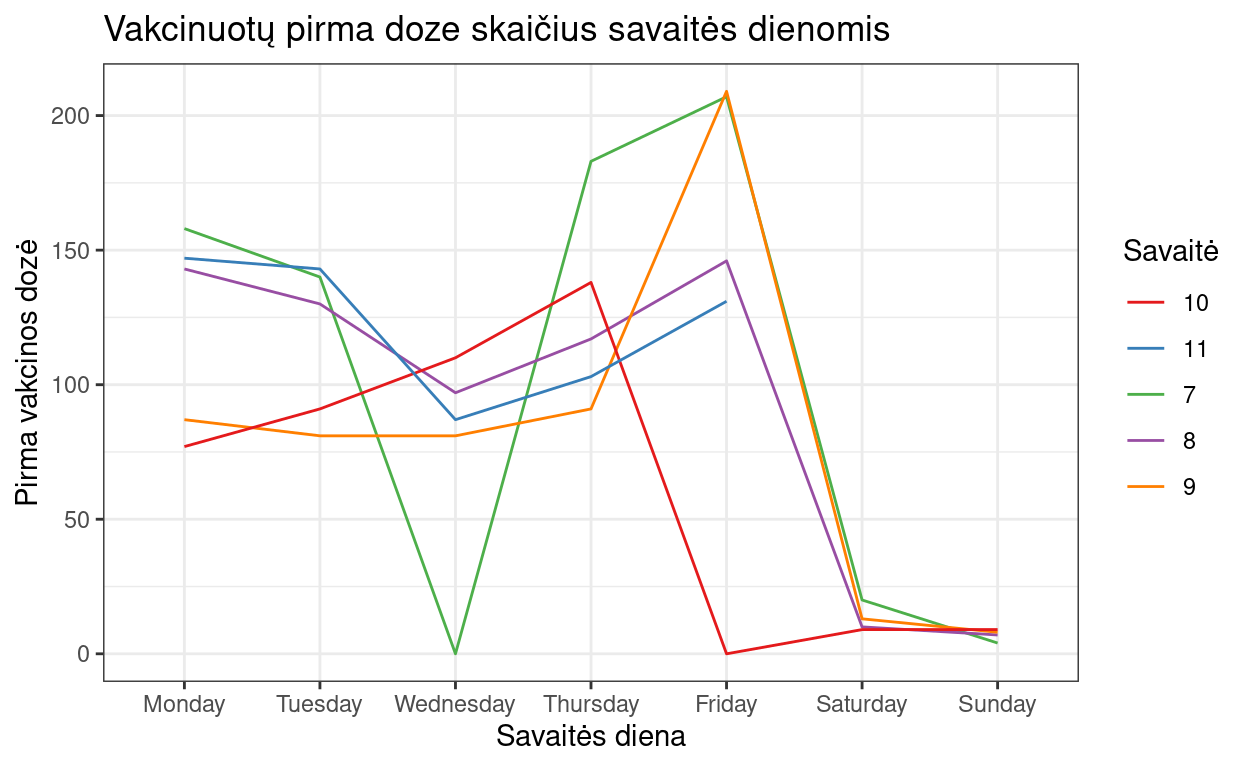 Vakcinuotų pirma doze skaičius savaitės dienomis
Pirma vakcinos dozė
200
150
100
50
0
Monday Tuesday Wednesday Thursday Friday Saturday Sunday
Savaitės diena
Savaitė
10
11
7
8
9